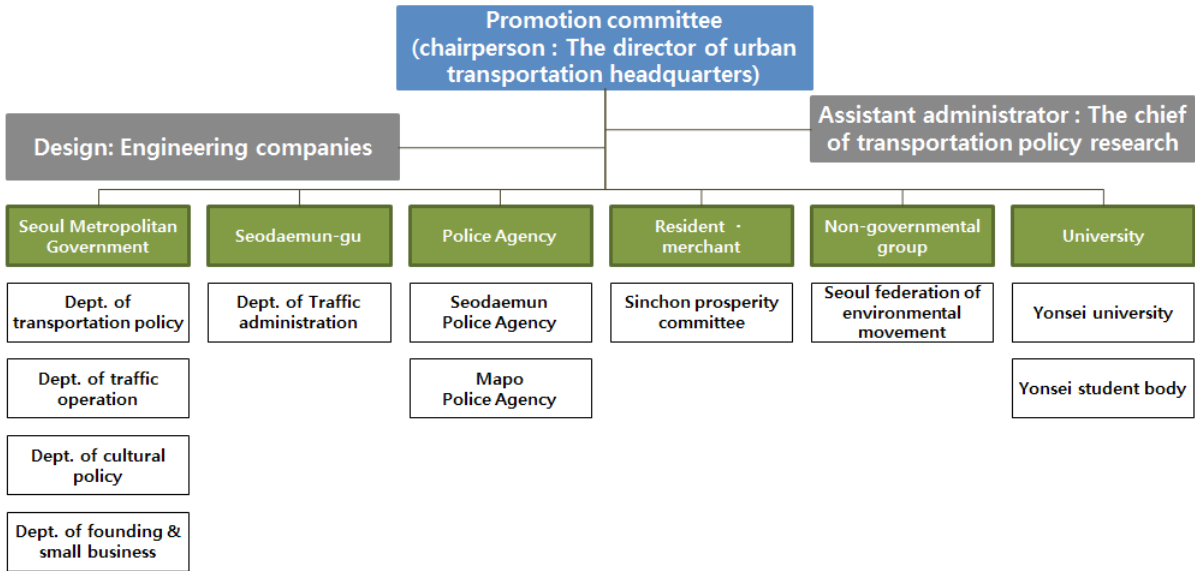 Promotion committee
(chairperson : The director of urban
transportation headquarters)
Assistant administrator : The chief
of transportation policy research
Design: Engineering companies
Seoul Metropolitan
Government
Seodaemun-gu
Police Agency
Resident ·
merchant
Non-governmental
group
University
Dept. of
transportation policy
Dept. of Traffic
administration
Seodaemun
Police Agency
Sinchon prosperity
committee
Seoul federation of
environmental
movement
Yonsei university
Dept. of traffic
operation
Mapo
Police Agency
Yonsei student body
Dept. of cultural
policy
Dept. of founding &
small business